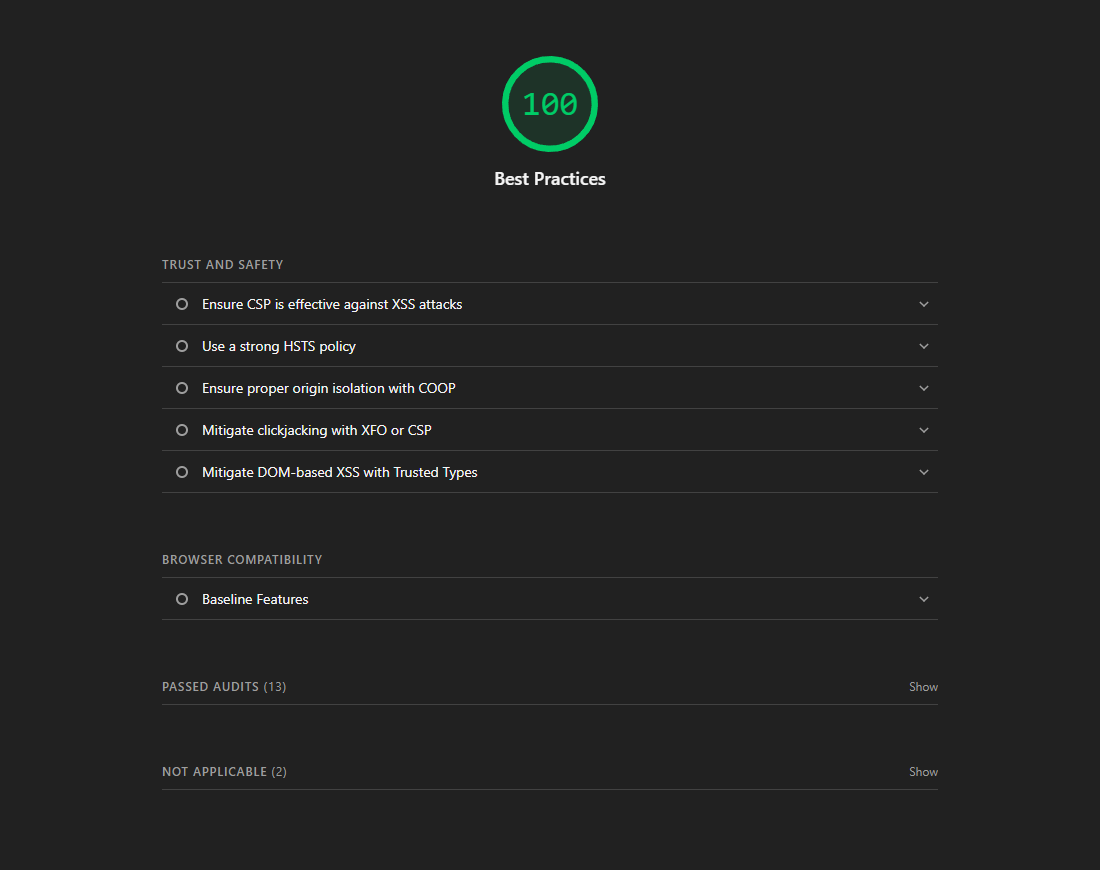 100
Best Practices
TRUST AND SAFETY
Ensure CSP is effective against XSS attacks
Use a strong HSTS policy
Ensure proper origin isolation with COOP
Mitigate clickjacking with XFO or CSP
Mitigate DOM-based XSS with Trusted Types
BROWSER COMPATIBILITY
Baseline Features
PASSED AUDITS (13) Show
NOT APPLICABLE (2) Show